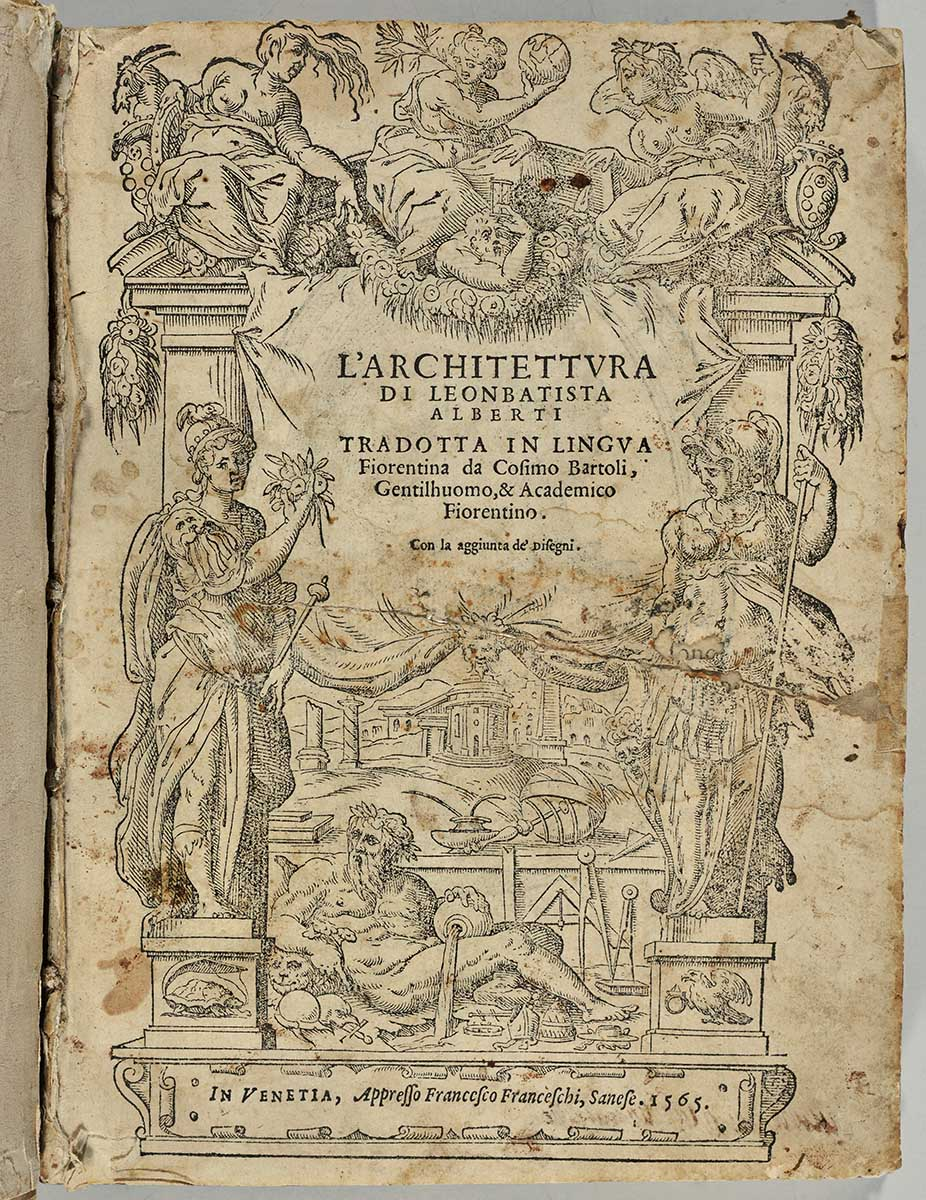 L'ARCHITETTVRA
DI LEONBATISTA
ALBERTI
TRADOTTA IN LINGVA
Fiorentina da Cosimo Bartoli,
Gentilhuomo, & Academico
Fiorentino.
Con la aggiunta de' Disegni.
IN VENETIA, Appresso Francesco Franceschi, Sanese. 1565.